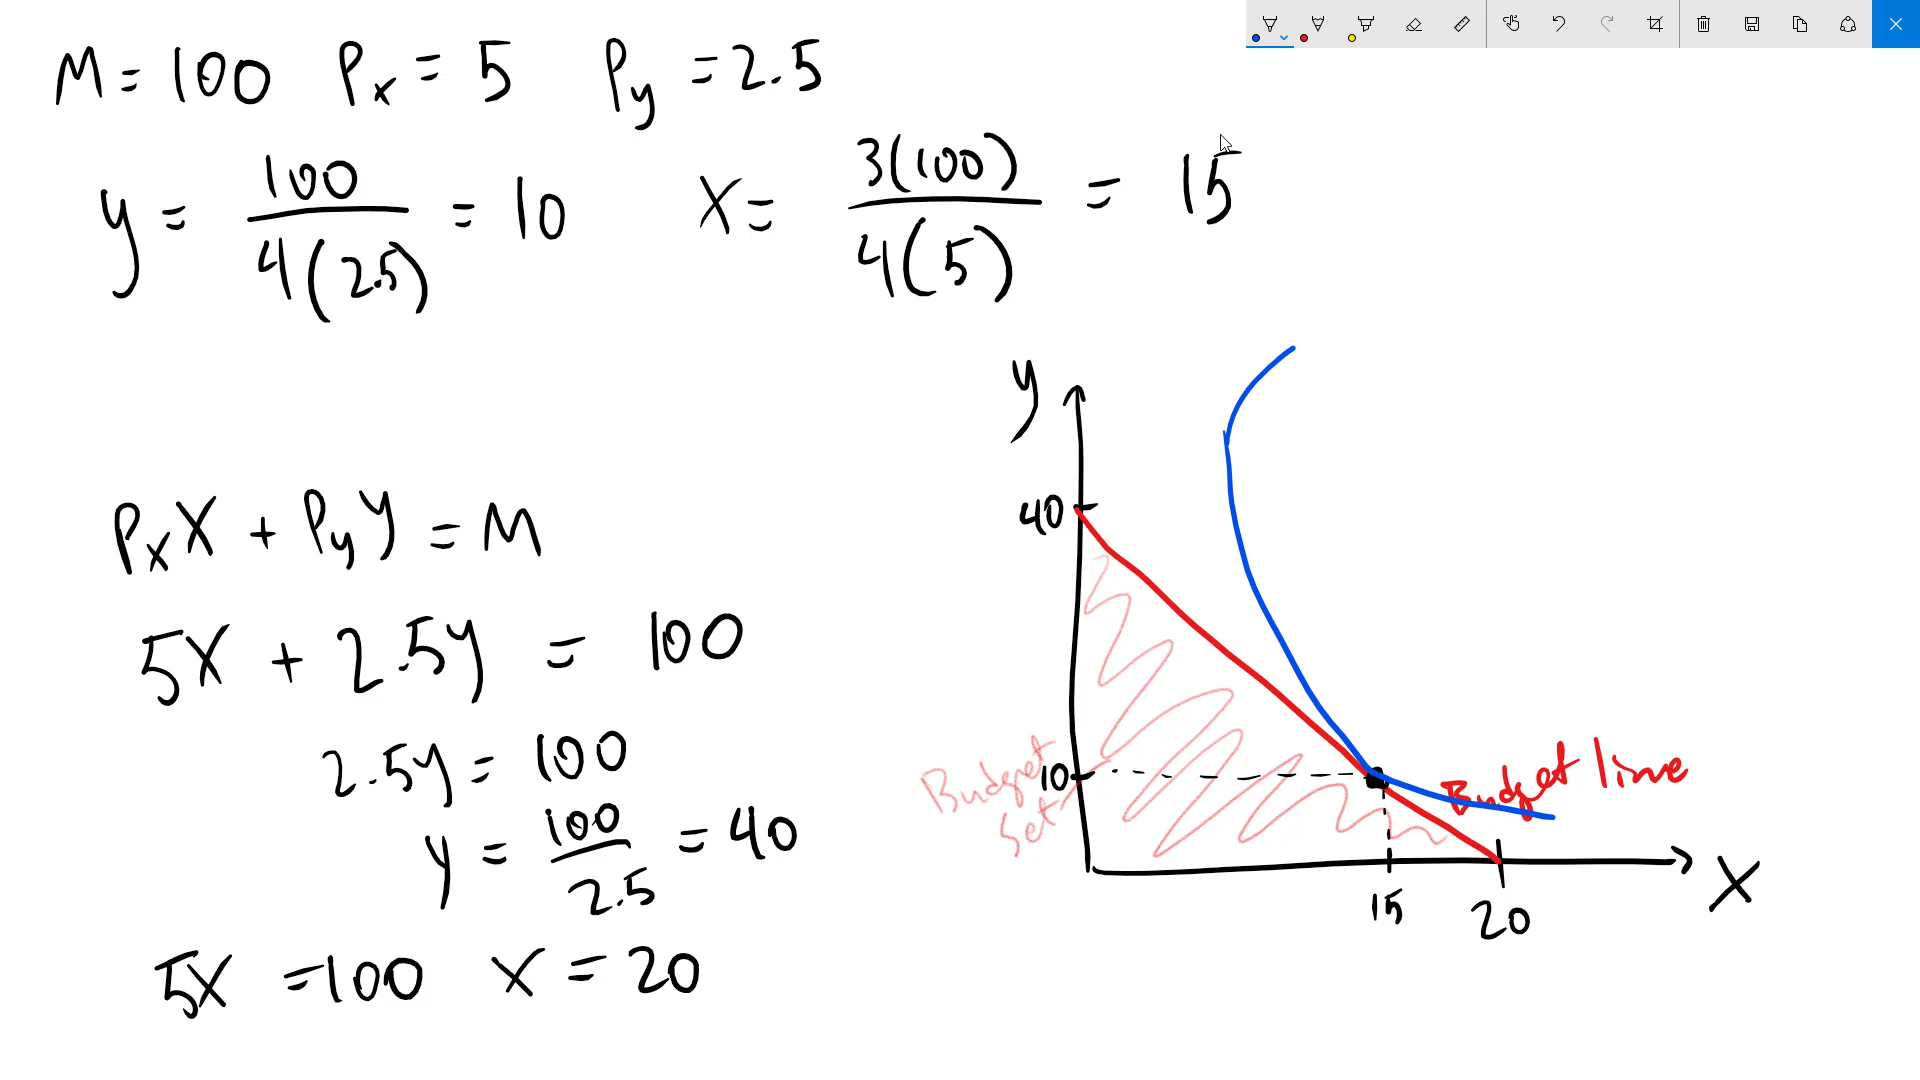 M = 100 Px = 5 Py = 2.5
y = 100 / 4(2.5) = 10 x = 3(100) / 4(5) = 15
PxX + PyY = M
5X + 2.5y = 100
2.5y = 100
y = 100 / 2.5 = 40
5x = 100 x = 20
y
40
10
Budget
set
Budget line
15
20
X